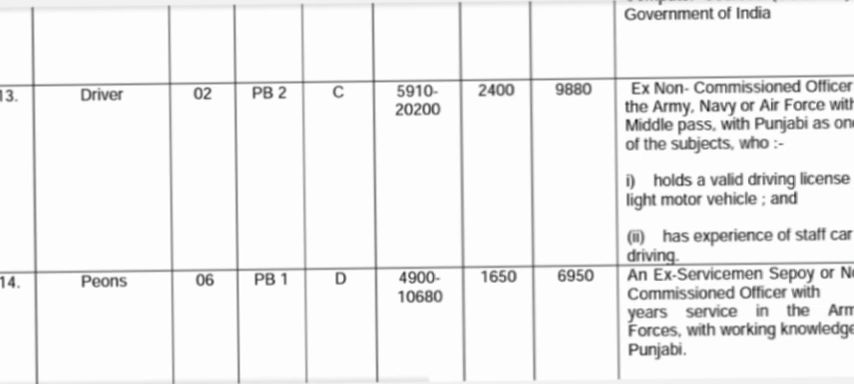 Government of India
13. Driver 02 PB 2 C 5910- 2400 9880 Ex Non- Commissioned Officer
20200 the Army, Navy or Air Force with
Middle pass, with Punjabi as one
of the subjects, who :-
i) holds a valid driving license
light motor vehicle ; and
(ii) has experience of staff car
driving.
14. Peons 06 PB 1 D 4900- 1650 6950 An Ex-Servicemen Sepoy or
10680 Commissioned Officer with
years service in the
Forces, with working knowledge
Punjabi.